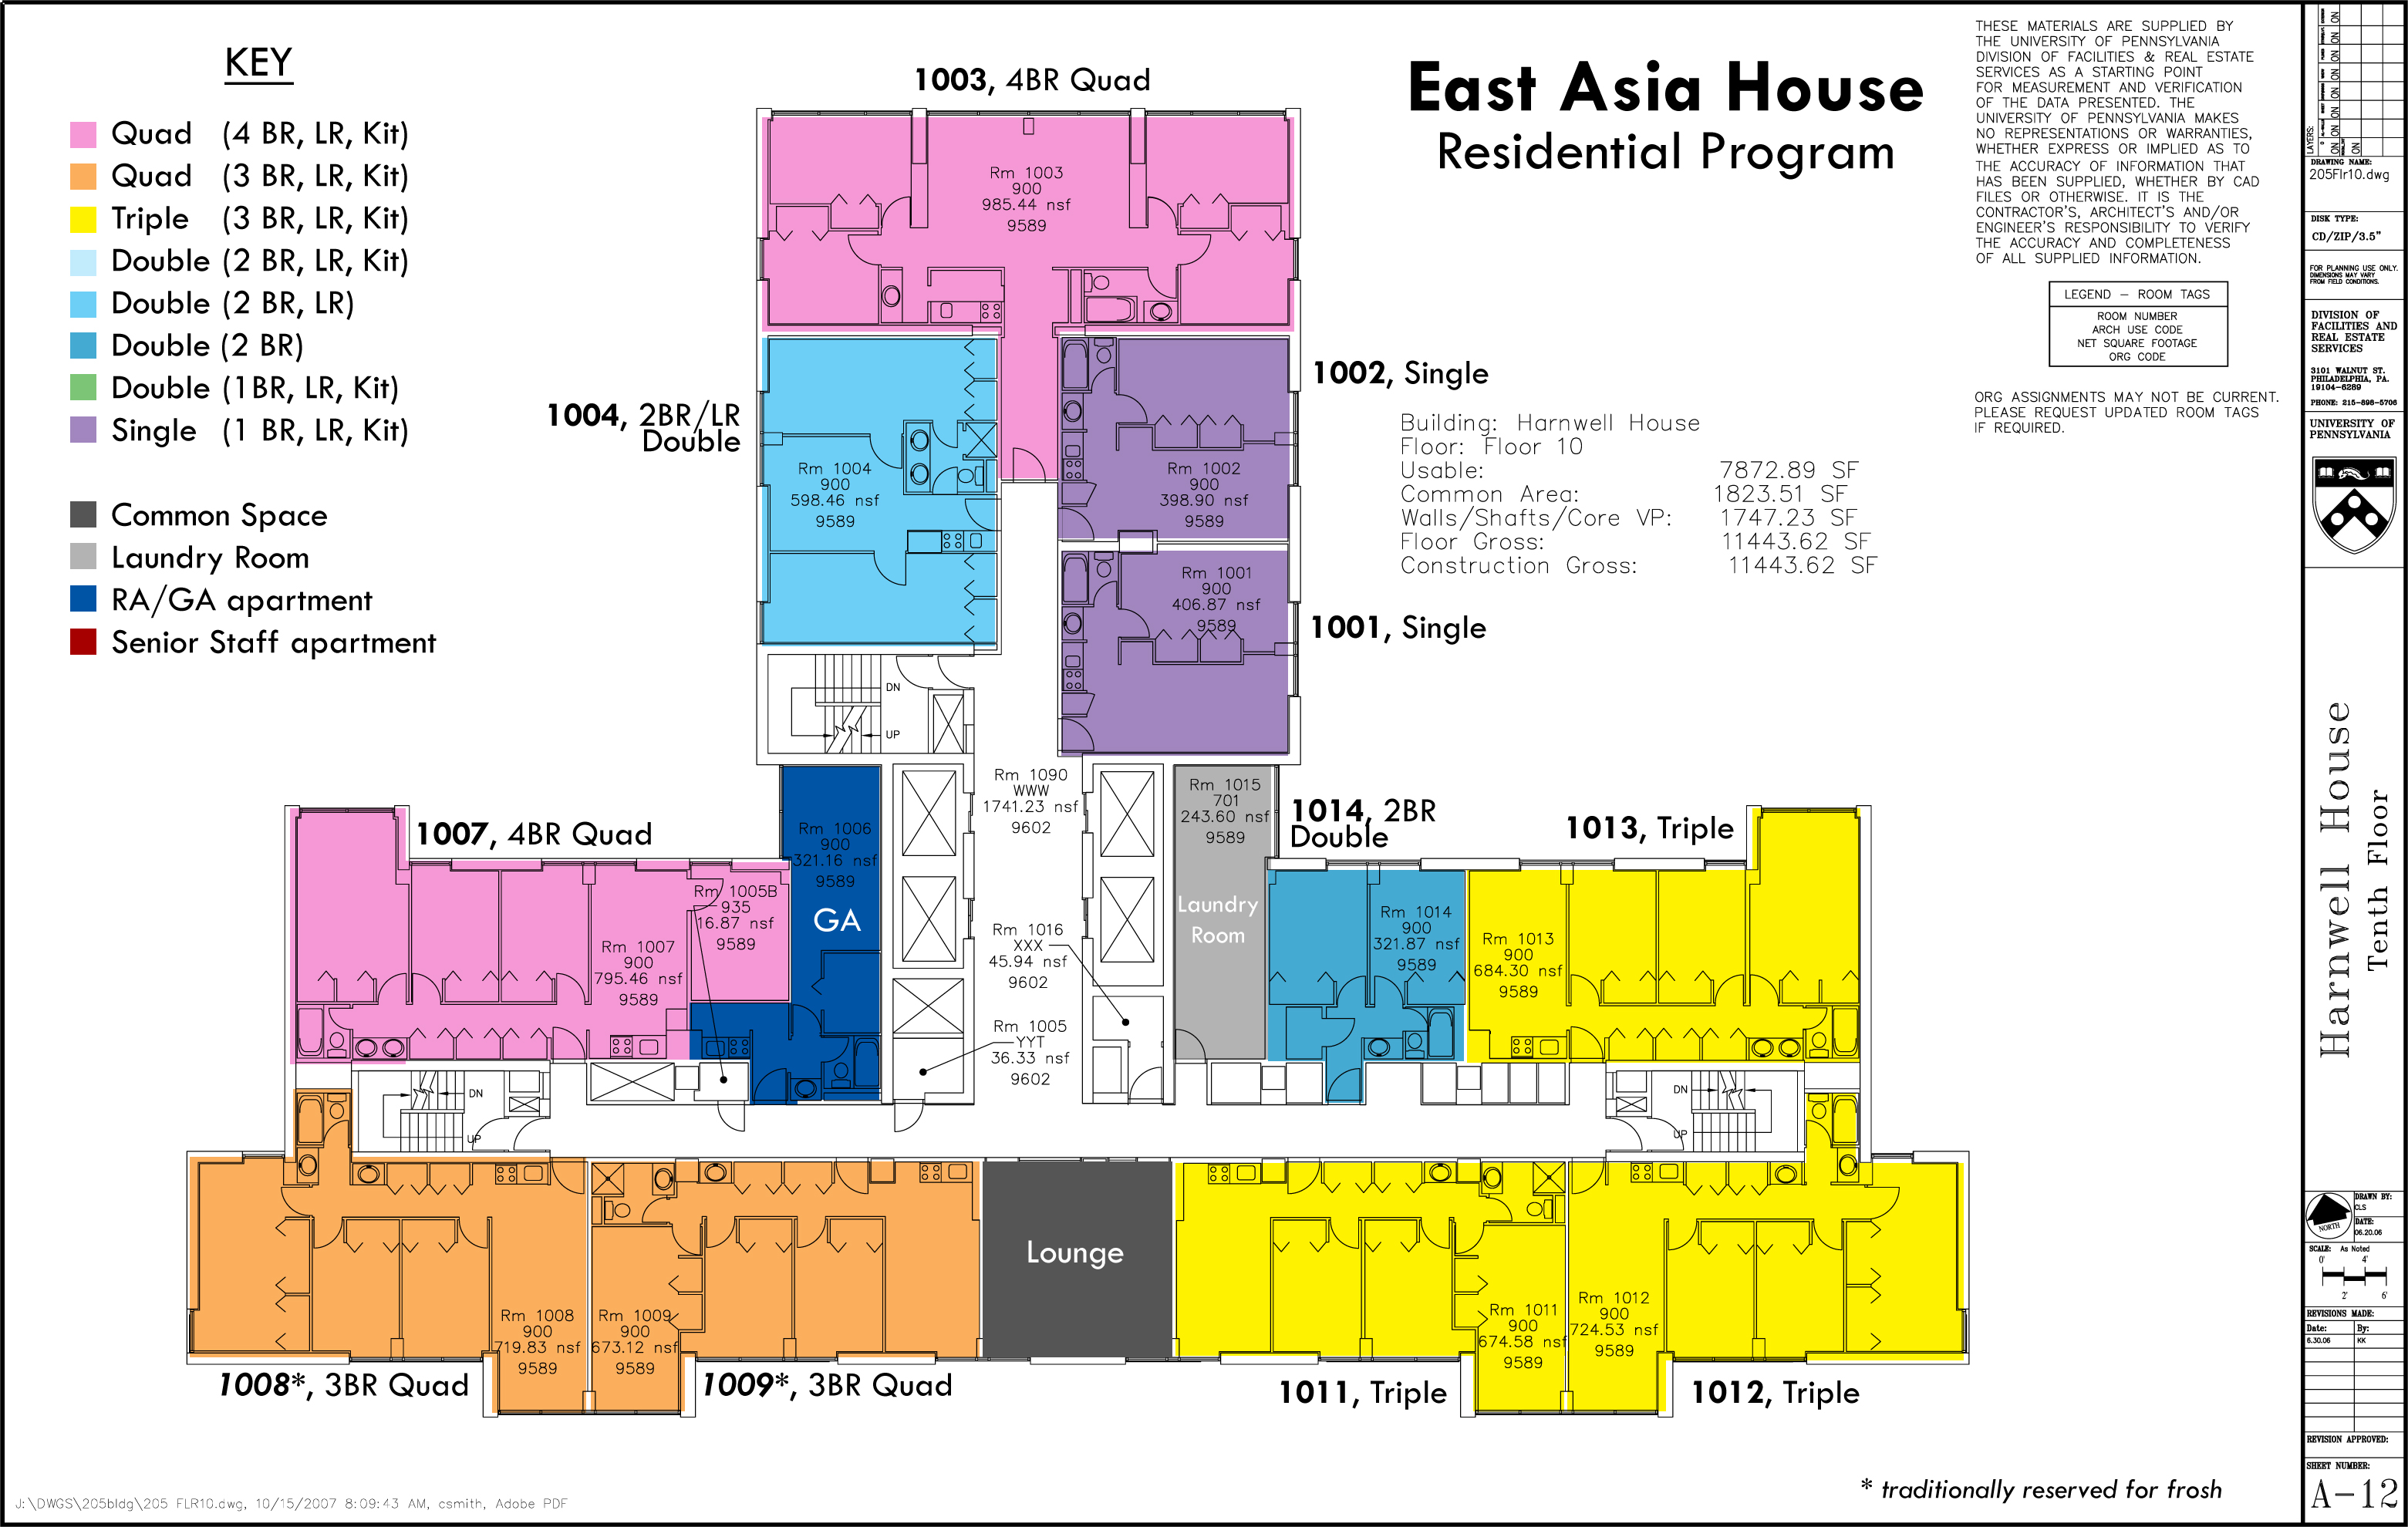 KEY
Quad (4 BR, LR, Kit)
Quad (3 BR, LR, Kit)
Triple (3 BR, LR, Kit)
Double (2 BR, LR, Kit)
Double (2 BR, LR)
Double (2 BR)
Double (1BR, LR, Kit)
Single (1 BR, LR, Kit)
Common Space
Laundry Room
RA/GA apartment
Senior Staff apartment
East Asia House
Residential Program
1003, 4BR Quad
Rm 1003
900
985.44 nsf
9589
1004, 2BR/LR
Double
Rm 1004
900
598.46 nsf
9589
1002, Single
Rm 1002
900
398.90 nsf
9589
1001, Single
Rm 1001
900
406.87 nsf
9589
Building: Harnwell House
Floor: Floor 10
Usable: 7872.89 SF
Common Area: 1823.51 SF
Walls/Shafts/Core VP: 1747.23 SF
Floor Gross: 11443.62 SF
Construction Gross: 11443.62 SF
DN
UP
Rm 1090
WWW
1741.23 nsf
9602
Rm 1016
XXX
45.94 nsf
9602
Rm 1005
YYT
36.33 nsf
9602
1007, 4BR Quad
Rm 1007
900
795.46 nsf
9589
Rm 1005B
935
16.87 nsf
9589
Rm 1006
900
321.16 nsf
9589
GA
Rm 1015
701
243.60 nsf
9589
Laundry
Room
1014, 2BR
Double
Rm 1014
900
321.87 nsf
9589
1013, Triple
Rm 1013
900
684.30 nsf
9589
DN
UP
DN
UP
Rm 1008
900
719.83 nsf
9589
1008*, 3BR Quad
Rm 1009
900
673.12 nsf
9589
1009*, 3BR Quad
Lounge
Rm 1011
900
674.58 nsf
9589
1011, Triple
Rm 1012
900
724.53 nsf
9589
1012, Triple
* traditionally reserved for frosh
J:\DWGS\205bldg\205 FLR10.dwg, 10/15/2007 8:09:43 AM, csmith, Adobe PDF
THESE MATERIALS ARE SUPPLIED BY
THE UNIVERSITY OF PENNSYLVANIA
DIVISION OF FACILITIES & REAL ESTATE
SERVICES AS A STARTING POINT
FOR MEASUREMENT AND VERIFICATION
OF THE DATA PRESENTED. THE
UNIVERSITY OF PENNSYLVANIA MAKES
NO REPRESENTATIONS OR WARRANTIES,
WHETHER EXPRESS OR IMPLIED AS TO
THE ACCURACY OF INFORMATION THAT
HAS BEEN SUPPLIED, WHETHER BY CAD
FILES OR OTHERWISE. IT IS THE
CONTRACTOR'S, ARCHITECT'S AND/OR
ENGINEER'S RESPONSIBILITY TO VERIFY
THE ACCURACY AND COMPLETENESS
OF ALL SUPPLIED INFORMATION.
LEGEND – ROOM TAGS
ROOM NUMBER
ARCH USE CODE
NET SQUARE FOOTAGE
ORG CODE
ORG ASSIGNMENTS MAY NOT BE CURRENT.
PLEASE REQUEST UPDATED ROOM TAGS
IF REQUIRED.
LAYERS:
ON ON ON ON ON ON
ON ON ON ON ON ON
ON
DRAWING NAME:
205Flr10.dwg
DISK TYPE:
CD/ZIP/3.5"
FOR PLANNING USE ONLY.
DIMENSIONS MAY VARY
FROM FIELD CONDITIONS.
DIVISION OF
FACILITIES AND
REAL ESTATE
SERVICES
3101 WALNUT ST.
PHILADELPHIA, PA.
19104-6289
PHONE: 215-898-5706
UNIVERSITY OF
PENNSYLVANIA
Harnwell House
Tenth Floor
NORTH
DRAWN BY:
CLS
DATE:
06.20.06
SCALE: As Noted
0' 4'
2' 6'
REVISIONS MADE:
Date: By:
6.30.06 KK
REVISION APPROVED:
SHEET NUMBER:
A-12